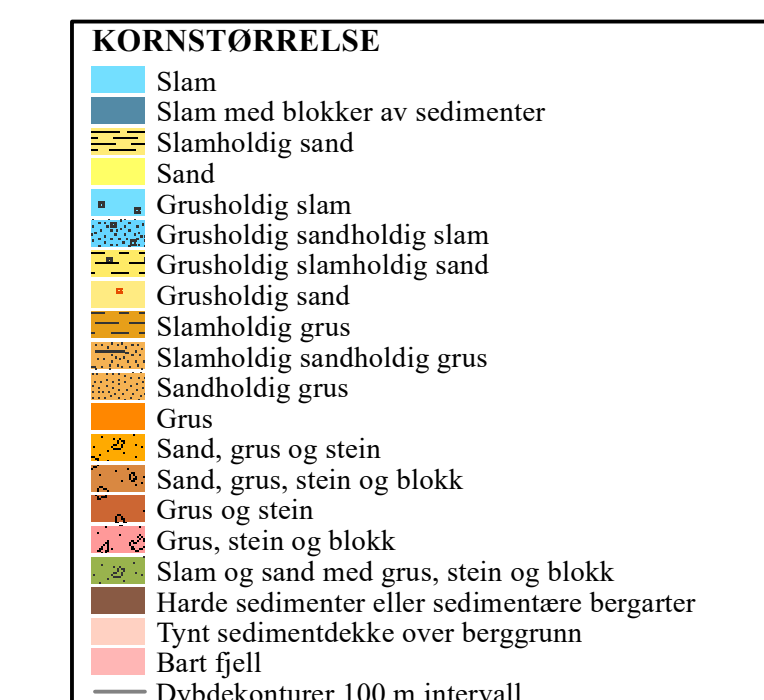 KORNSTØRRELSE
Slam
Slam med blokker av sedimenter
Slamholdig sand
Sand
Grusholdig slam
Grusholdig sandholdig slam
Grusholdig slamholdig sand
Grusholdig sand
Slamholdig grus
Slamholdig sandholdig grus
Sandholdig grus
Grus
Sand, grus og stein
Sand, grus, stein og blokk
Grus og stein
Grus, stein og blokk
Slam og sand med grus, stein og blokk
Harde sedimenter eller sedimentære bergarter
Tynt sedimentdekke over berggrunn
Bart fjell
Dybdekonturer 100 m intervall